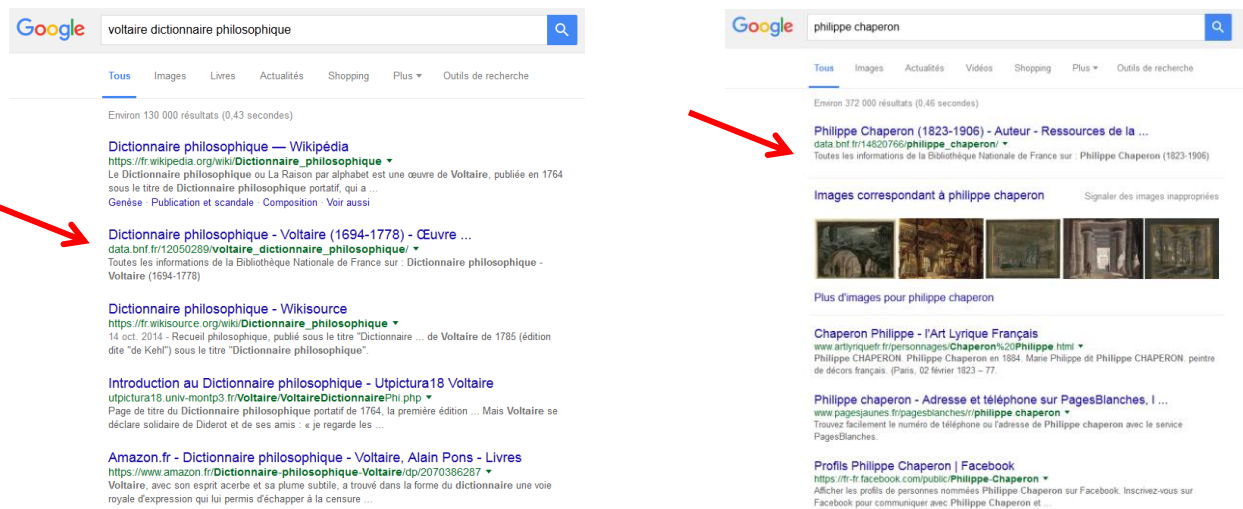 Google
voltaire dictionnaire philosophique
Tous Images Livres Actualités Shopping Plus Outils de recherche
Environ 130 000 résultats (0,43 secondes)
Dictionnaire philosophique — Wikipédia
https://fr.wikipedia.org/wiki/Dictionnaire_philosophique
Le Dictionnaire philosophique ou La Raison par alphabet est une œuvre de Voltaire, publiée en 1764
sous le titre de Dictionnaire philosophique portatif, qui a ...
Genèse · Publication et scandale · Composition · Voir aussi
Dictionnaire philosophique - Voltaire (1694-1778) - Œuvre ...
data.bnf.fr/12050289/voltaire_dictionnaire_philosophique/
Toutes les informations de la Bibliothèque Nationale de France sur : Dictionnaire philosophique -
Voltaire (1694-1778)
Dictionnaire philosophique - Wikisource
https://fr.wikisource.org/wiki/Dictionnaire_philosophique
14 oct. 2014 - Recueil philosophique, publié sous le titre "Dictionnaire ... de Voltaire de 1785 (édition
dite "de Kehl") sous le titre "Dictionnaire philosophique".
Introduction au Dictionnaire philosophique - Utpictura18 Voltaire
utpictura18.univ-montp3.fr/Voltaire/VoltaireDictionnairePhi.php
Page de titre du Dictionnaire philosophique portatif de 1764, la première édition ... Mais Voltaire se
déclare solidaire de Diderot et de ses amis : « je regarde les ...
Amazon.fr - Dictionnaire philosophique - Voltaire, Alain Pons - Livres
https://www.amazon.fr/Dictionnaire-philosophique-Voltaire/dp/2070386287
Voltaire, avec son esprit acerbe et sa plume subtile, a trouvé dans la forme du dictionnaire une voie
royale d'expression qui lui permis d'échapper à la censure ...
Google
philippe chaperon
Tous Images Actualités Vidéos Shopping Plus Outils de recherche
Environ 372 000 résultats (0,46 secondes)
Philippe Chaperon (1823-1906) - Auteur - Ressources de la ...
data.bnf.fr/14820766/philippe_chaperon/
Toutes les informations de la Bibliothèque Nationale de France sur : Philippe Chaperon (1823-1906)
Images correspondant à philippe chaperon Signaler des images inappropriées
Plus d'images pour philippe chaperon
Chaperon Philippe - l'Art Lyrique Français
www.artlyriquefr.fr/personnages/Chaperon%20Philippe.html
Philippe CHAPERON. Philippe Chaperon en 1884. Marie Philippe dit Philippe CHAPERON. peintre
de décors français. (Paris, 02 février 1823 – 77.
Philippe chaperon - Adresse et téléphone sur PagesBlanches, l ...
www.pagesjaunes.fr/pagesblanches/r/philippe chaperon
Trouvez facilement le numéro de téléphone ou l'adresse de Philippe chaperon avec le service
PagesBlanches.
Profils Philippe Chaperon | Facebook
https://fr-fr.facebook.com/public/Philippe-Chaperon
Afficher les profils de personnes nommées Philippe Chaperon sur Facebook. Inscrivez-vous sur
Facebook pour communiquer avec Philippe Chaperon et ...